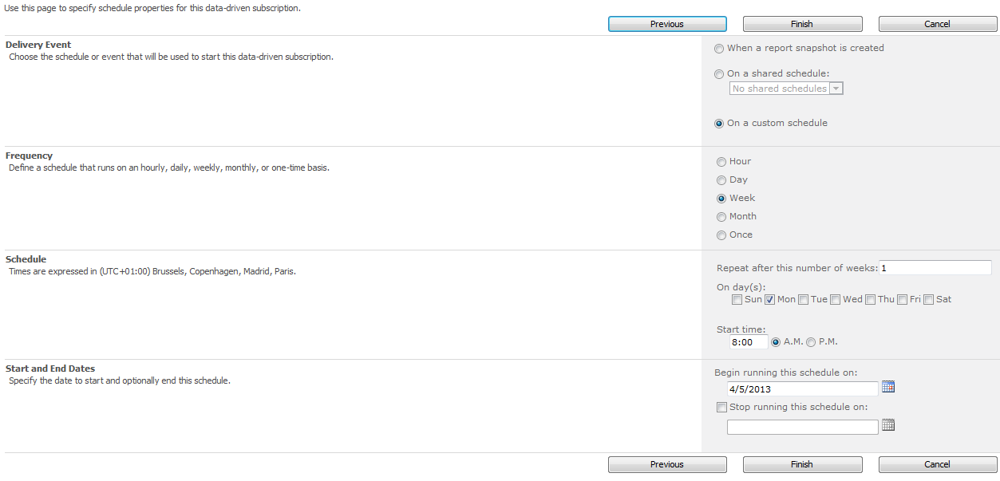 Use this page to specify schedule properties for this data-driven subscription.
Previous Finish Cancel
Delivery Event
Choose the schedule or event that will be used to start this data-driven subscription.
When a report snapshot is created
On a shared schedule:
No shared schedules
On a custom schedule
Frequency
Define a schedule that runs on an hourly, daily, weekly, monthly, or one-time basis.
Hour
Day
Week
Month
Once
Schedule
Times are expressed in (UTC+01:00) Brussels, Copenhagen, Madrid, Paris.
Repeat after this number of weeks: 1
On day(s):
Sun Mon Tue Wed Thu Fri Sat
Start time:
8:00 A.M. P.M.
Start and End Dates
Specify the date to start and optionally end this schedule.
Begin running this schedule on:
4/5/2013
Stop running this schedule on:
Previous Finish Cancel